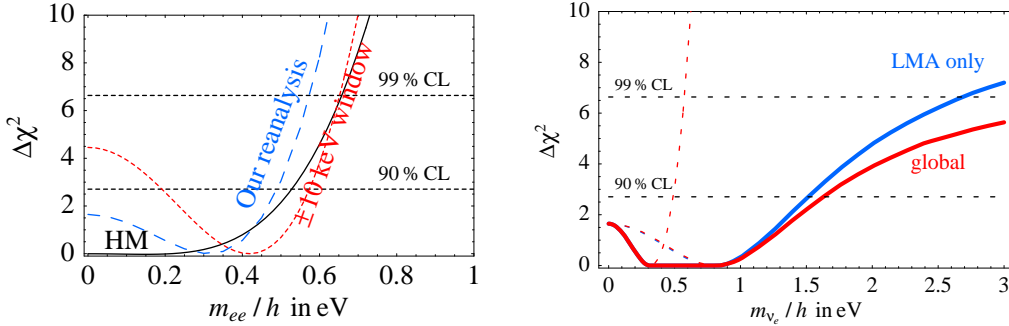 10
8
6
4
2
0
Δχ²
99 % CL
90 % CL
HM
Our reanalysis
±10 keV window
0 0.2 0.4 0.6 0.8 1
m_ee / h in eV
10
8
6
4
2
0
Δχ²
LMA only
99 % CL
global
90 % CL
0 0.5 1 1.5 2 2.5 3
m_νe / h in eV